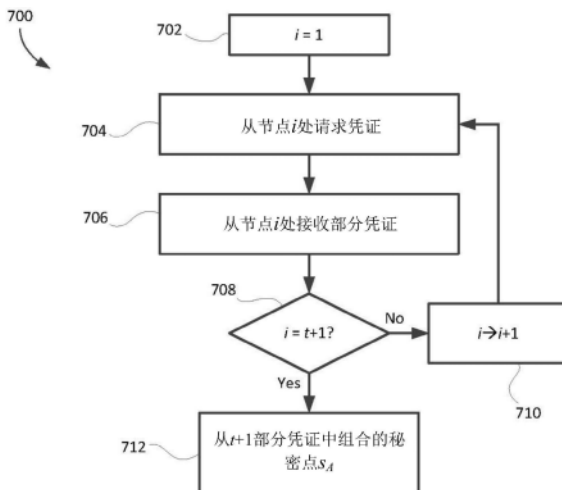 700
702
i = 1
704
从节点i处请求凭证
706
从节点i处接收部分凭证
708
i = t+1?
No
i→i+1
710
Yes
712
从t+1部分凭证中组合的秘
密点sA